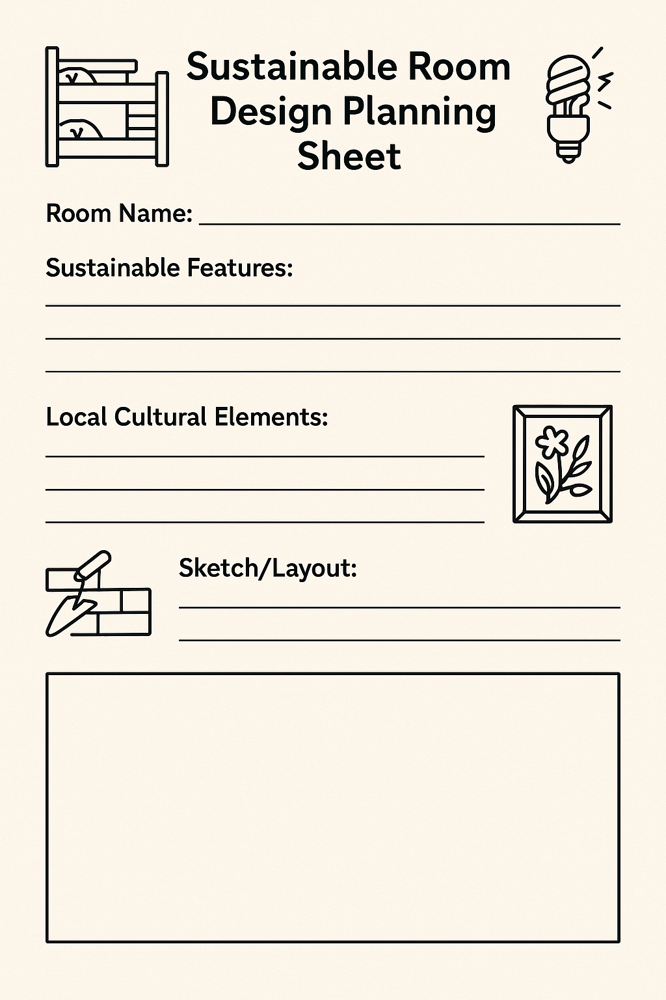 Sustainable Room
Design Planning
Sheet
Room Name:
Sustainable Features:
Local Cultural Elements:
Sketch/Layout: